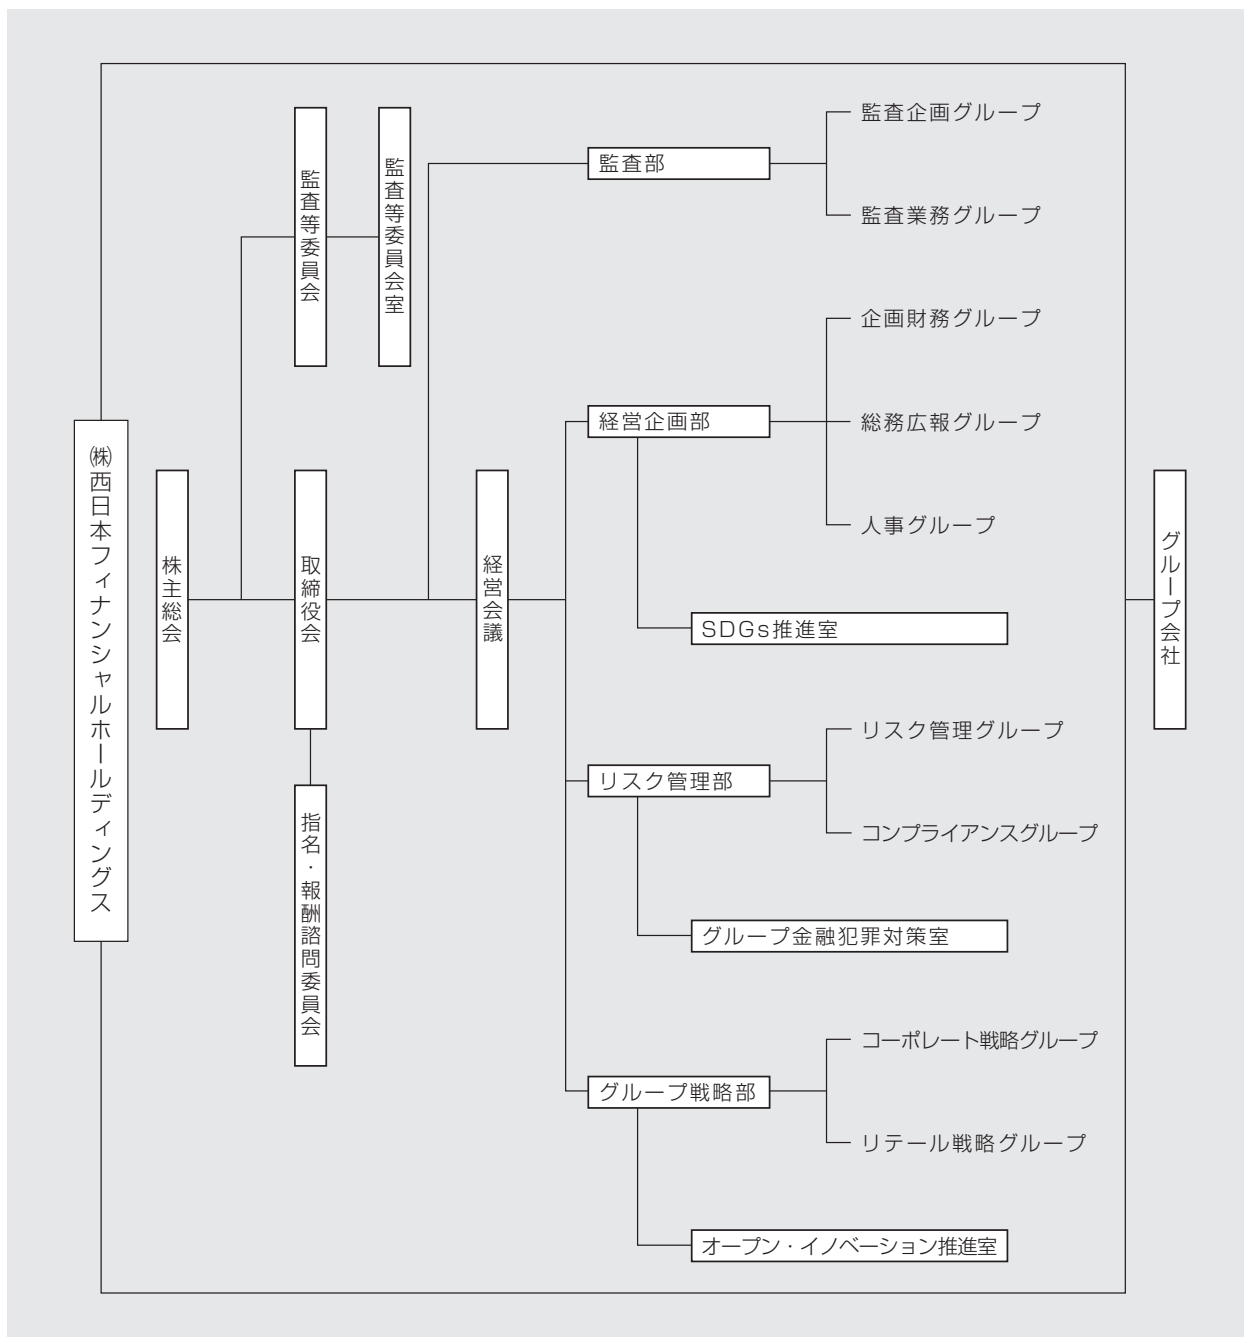 ㈱西日本フィナンシャルホールディングス
株主総会
監査等委員会
監査等委員会室
取締役会
指名・報酬諮問委員会
経営会議
監査部
監査企画グループ
監査業務グループ
経営企画部
企画財務グループ
総務広報グループ
人事グループ
SDGs推進室
リスク管理部
リスク管理グループ
コンプライアンスグループ
グループ金融犯罪対策室
グループ戦略部
コーポレート戦略グループ
リテール戦略グループ
オープン・イノベーション推進室
グループ会社